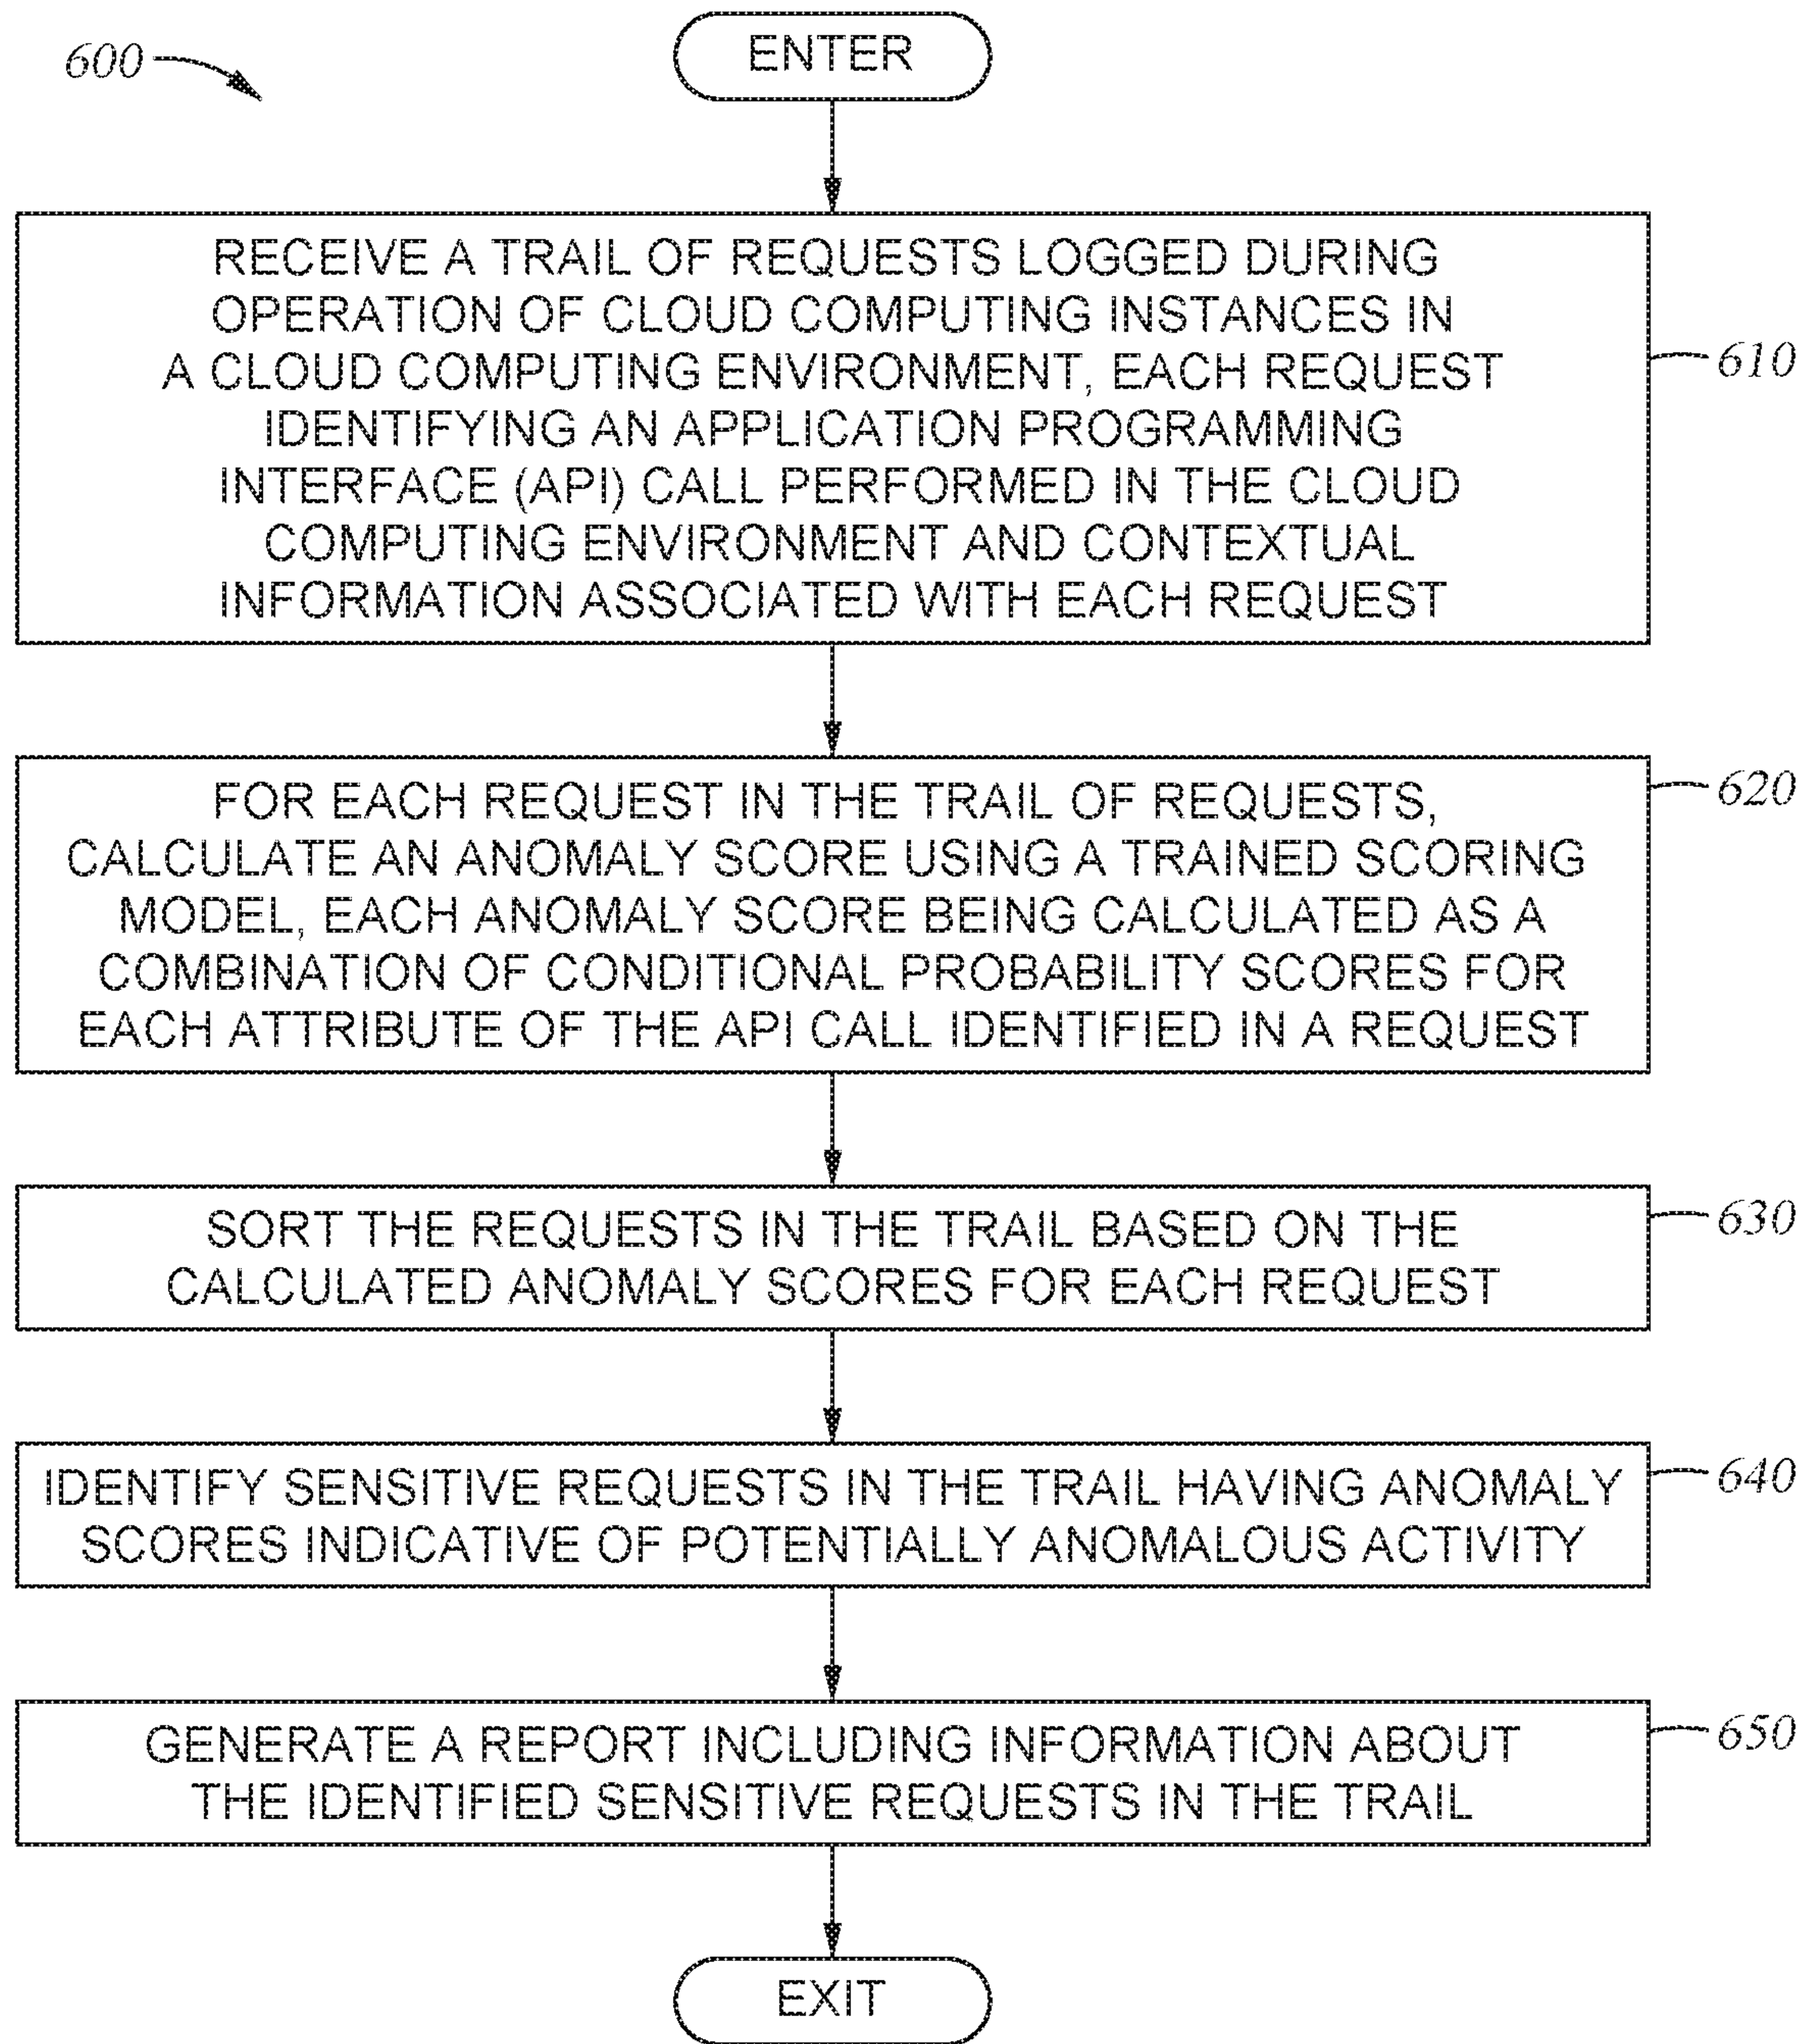 600
ENTER
RECEIVE A TRAIL OF REQUESTS LOGGED DURING
OPERATION OF CLOUD COMPUTING INSTANCES IN
A CLOUD COMPUTING ENVIRONMENT, EACH REQUEST
IDENTIFYING AN APPLICATION PROGRAMMING
INTERFACE (API) CALL PERFORMED IN THE CLOUD
COMPUTING ENVIRONMENT AND CONTEXTUAL
INFORMATION ASSOCIATED WITH EACH REQUEST
610
FOR EACH REQUEST IN THE TRAIL OF REQUESTS,
CALCULATE AN ANOMALY SCORE USING A TRAINED SCORING
MODEL, EACH ANOMALY SCORE BEING CALCULATED AS A
COMBINATION OF CONDITIONAL PROBABILITY SCORES FOR
EACH ATTRIBUTE OF THE API CALL IDENTIFIED IN A REQUEST
620
SORT THE REQUESTS IN THE TRAIL BASED ON THE
CALCULATED ANOMALY SCORES FOR EACH REQUEST
630
IDENTIFY SENSITIVE REQUESTS IN THE TRAIL HAVING ANOMALY
SCORES INDICATIVE OF POTENTIALLY ANOMALOUS ACTIVITY
640
GENERATE A REPORT INCLUDING INFORMATION ABOUT
THE IDENTIFIED SENSITIVE REQUESTS IN THE TRAIL
650
EXIT